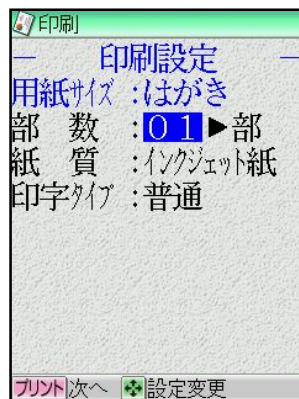 印刷
― 印刷設定 ―
用紙サイズ:はがき
部 数:01▶部
紙 質:インクジェット紙
印字タイプ:普通
プリント次へ 設定変更